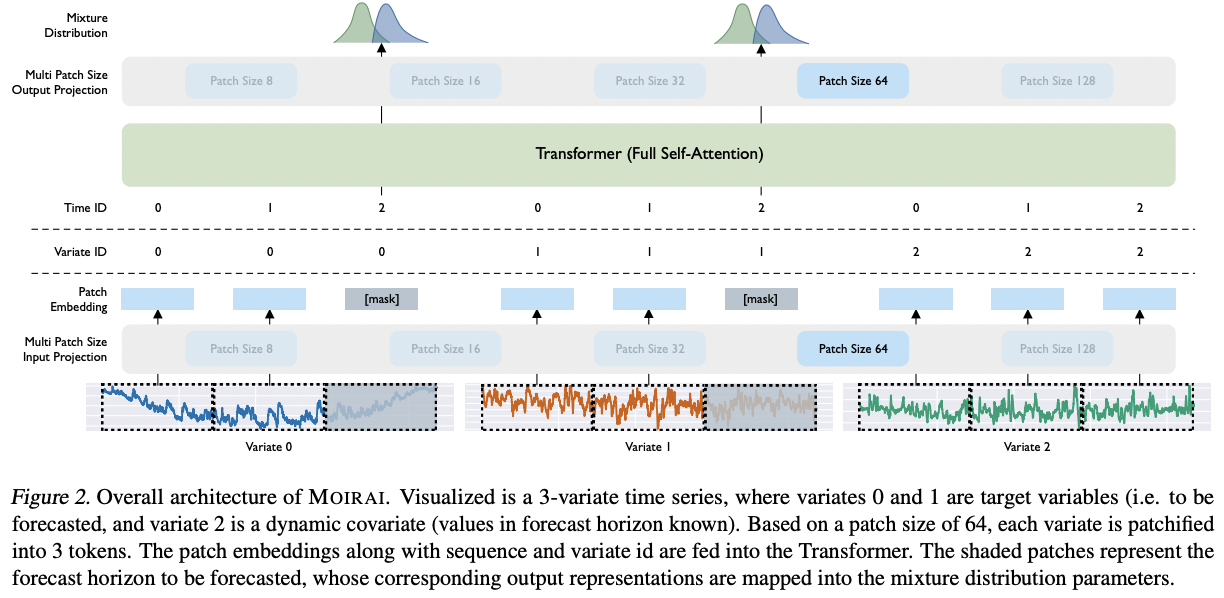 Mixture
Distribution
Multi Patch Size
Output Projection
Patch Size 8
Patch Size 16
Patch Size 32
Patch Size 64
Patch Size 128
Transformer (Full Self-Attention)
Time ID
0 1 2 0 1 2 0 1 2
Variate ID
0 0 0 1 1 1 2 2 2
Patch
Embedding
[mask]
[mask]
Multi Patch Size
Input Projection
Patch Size 8
Patch Size 16
Patch Size 32
Patch Size 64
Patch Size 128
Variate 0
Variate 1
Variate 2
Figure 2. Overall architecture of MOIRAI. Visualized is a 3-variate time series, where variates 0 and 1 are target variables (i.e. to be
forecasted, and variate 2 is a dynamic covariate (values in forecast horizon known). Based on a patch size of 64, each variate is patchified
into 3 tokens. The patch embeddings along with sequence and variate id are fed into the Transformer. The shaded patches represent the
forecast horizon to be forecasted, whose corresponding output representations are mapped into the mixture distribution parameters.